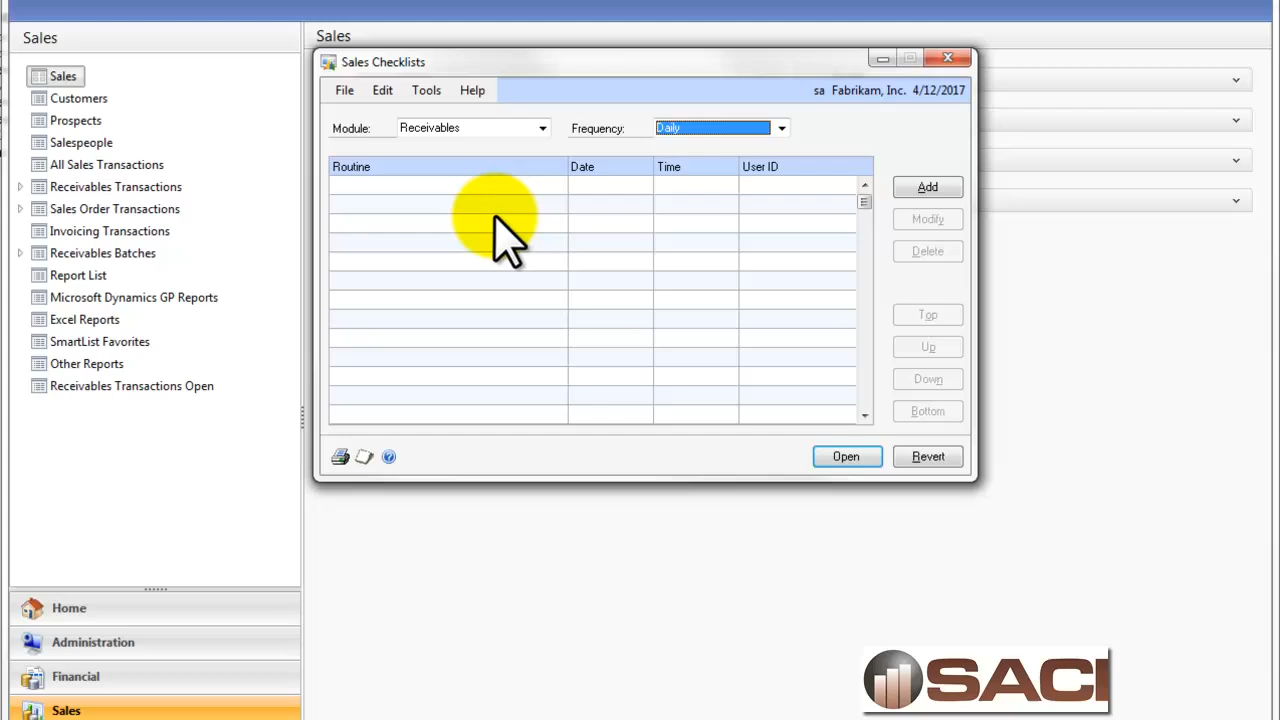 Sales
Sales
Customers
Prospects
Salespeople
All Sales Transactions
Receivables Transactions
Sales Order Transactions
Invoicing Transactions
Receivables Batches
Report List
Microsoft Dynamics GP Reports
Excel Reports
SmartList Favorites
Other Reports
Receivables Transactions Open
Home
Administration
Financial
Sales
Sales
Sales Checklists
File Edit Tools Help sa Fabrikam, Inc. 4/12/2017
Module: Receivables Frequency: Daily
Routine Date Time User ID
Add
Modify
Delete
Top
Up
Down
Bottom
Open Revert